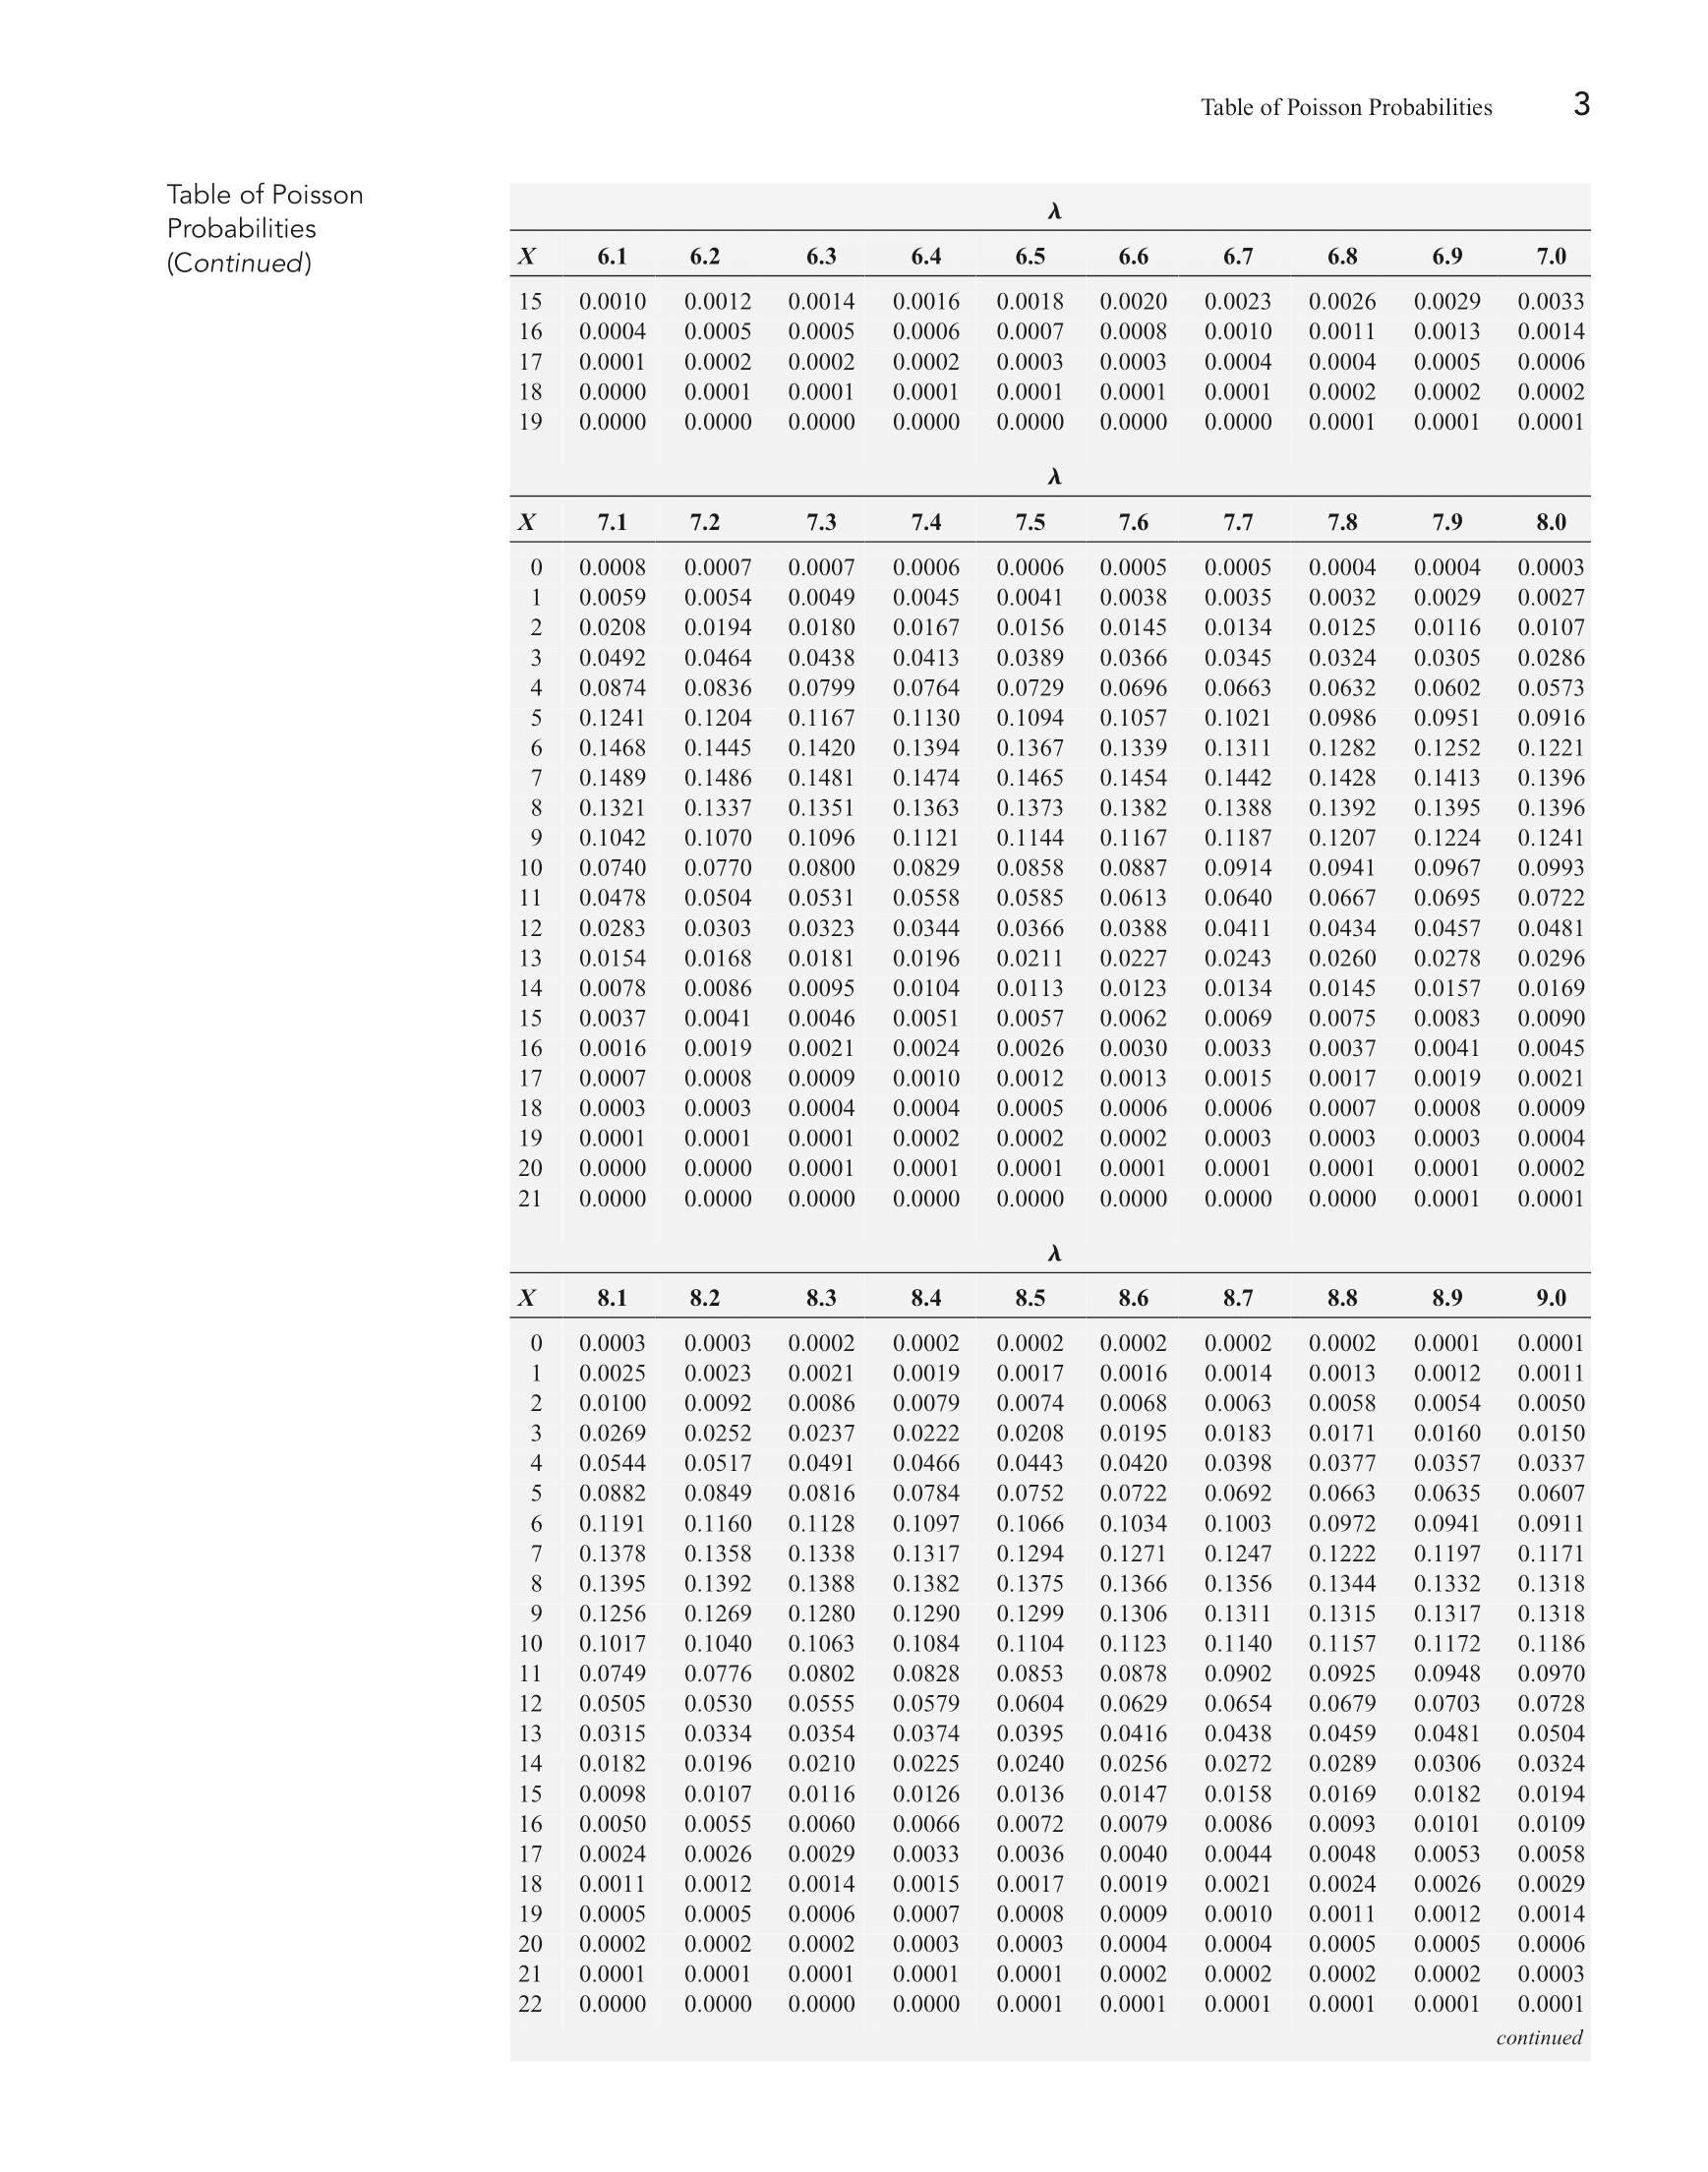 Table of Poisson Probabilities 3
Table of Poisson
Probabilities
(Continued)
λ
X 6.1 6.2 6.3 6.4 6.5 6.6 6.7 6.8 6.9 7.0
15 0.0010 0.0012 0.0014 0.0016 0.0018 0.0020 0.0023 0.0026 0.0029 0.0033
16 0.0004 0.0005 0.0005 0.0006 0.0007 0.0008 0.0010 0.0011 0.0013 0.0014
17 0.0001 0.0002 0.0002 0.0002 0.0003 0.0003 0.0004 0.0004 0.0005 0.0006
18 0.0000 0.0001 0.0001 0.0001 0.0001 0.0001 0.0001 0.0002 0.0002 0.0002
19 0.0000 0.0000 0.0000 0.0000 0.0000 0.0000 0.0000 0.0001 0.0001 0.0001
λ
X 7.1 7.2 7.3 7.4 7.5 7.6 7.7 7.8 7.9 8.0
0 0.0008 0.0007 0.0007 0.0006 0.0006 0.0005 0.0005 0.0004 0.0004 0.0003
1 0.0059 0.0054 0.0049 0.0045 0.0041 0.0038 0.0035 0.0032 0.0029 0.0027
2 0.0208 0.0194 0.0180 0.0167 0.0156 0.0145 0.0134 0.0125 0.0116 0.0107
3 0.0492 0.0464 0.0438 0.0413 0.0389 0.0366 0.0345 0.0324 0.0305 0.0286
4 0.0874 0.0836 0.0799 0.0764 0.0729 0.0696 0.0663 0.0632 0.0602 0.0573
5 0.1241 0.1204 0.1167 0.1130 0.1094 0.1057 0.1021 0.0986 0.0951 0.0916
6 0.1468 0.1445 0.1420 0.1394 0.1367 0.1339 0.1311 0.1282 0.1252 0.1221
7 0.1489 0.1486 0.1481 0.1474 0.1465 0.1454 0.1442 0.1428 0.1413 0.1396
8 0.1321 0.1337 0.1351 0.1363 0.1373 0.1382 0.1388 0.1392 0.1395 0.1396
9 0.1042 0.1070 0.1096 0.1121 0.1144 0.1167 0.1187 0.1207 0.1224 0.1241
10 0.0740 0.0770 0.0800 0.0829 0.0858 0.0887 0.0914 0.0941 0.0967 0.0993
11 0.0478 0.0504 0.0531 0.0558 0.0585 0.0613 0.0640 0.0667 0.0695 0.0722
12 0.0283 0.0303 0.0323 0.0344 0.0366 0.0388 0.0411 0.0434 0.0457 0.0481
13 0.0154 0.0168 0.0181 0.0196 0.0211 0.0227 0.0243 0.0260 0.0278 0.0296
14 0.0078 0.0086 0.0095 0.0104 0.0113 0.0123 0.0134 0.0145 0.0157 0.0169
15 0.0037 0.0041 0.0046 0.0051 0.0057 0.0062 0.0069 0.0075 0.0083 0.0090
16 0.0016 0.0019 0.0021 0.0024 0.0026 0.0030 0.0033 0.0037 0.0041 0.0045
17 0.0007 0.0008 0.0009 0.0010 0.0012 0.0013 0.0015 0.0017 0.0019 0.0021
18 0.0003 0.0003 0.0004 0.0004 0.0005 0.0006 0.0006 0.0007 0.0008 0.0009
19 0.0001 0.0001 0.0001 0.0002 0.0002 0.0002 0.0003 0.0003 0.0003 0.0004
20 0.0000 0.0000 0.0001 0.0001 0.0001 0.0001 0.0001 0.0001 0.0001 0.0002
21 0.0000 0.0000 0.0000 0.0000 0.0000 0.0000 0.0000 0.0000 0.0001 0.0001
λ
X 8.1 8.2 8.3 8.4 8.5 8.6 8.7 8.8 8.9 9.0
0 0.0003 0.0003 0.0002 0.0002 0.0002 0.0002 0.0002 0.0002 0.0001 0.0001
1 0.0025 0.0023 0.0021 0.0019 0.0017 0.0016 0.0014 0.0013 0.0012 0.0011
2 0.0100 0.0092 0.0086 0.0079 0.0074 0.0068 0.0063 0.0058 0.0054 0.0050
3 0.0269 0.0252 0.0237 0.0222 0.0208 0.0195 0.0183 0.0171 0.0160 0.0150
4 0.0544 0.0517 0.0491 0.0466 0.0443 0.0420 0.0398 0.0377 0.0357 0.0337
5 0.0882 0.0849 0.0816 0.0784 0.0752 0.0722 0.0692 0.0663 0.0635 0.0607
6 0.1191 0.1160 0.1128 0.1097 0.1066 0.1034 0.1003 0.0972 0.0941 0.0911
7 0.1378 0.1358 0.1338 0.1317 0.1294 0.1271 0.1247 0.1222 0.1197 0.1171
8 0.1395 0.1392 0.1388 0.1382 0.1375 0.1366 0.1356 0.1344 0.1332 0.1318
9 0.1256 0.1269 0.1280 0.1290 0.1299 0.1306 0.1311 0.1315 0.1317 0.1318
10 0.1017 0.1040 0.1063 0.1084 0.1104 0.1123 0.1140 0.1157 0.1172 0.1186
11 0.0749 0.0776 0.0802 0.0828 0.0853 0.0878 0.0902 0.0925 0.0948 0.0970
12 0.0505 0.0530 0.0555 0.0579 0.0604 0.0629 0.0654 0.0679 0.0703 0.0728
13 0.0315 0.0334 0.0354 0.0374 0.0395 0.0416 0.0438 0.0459 0.0481 0.0504
14 0.0182 0.0196 0.0210 0.0225 0.0240 0.0256 0.0272 0.0289 0.0306 0.0324
15 0.0098 0.0107 0.0116 0.0126 0.0136 0.0147 0.0158 0.0169 0.0182 0.0194
16 0.0050 0.0055 0.0060 0.0066 0.0072 0.0079 0.0086 0.0093 0.0101 0.0109
17 0.0024 0.0026 0.0029 0.0033 0.0036 0.0040 0.0044 0.0048 0.0053 0.0058
18 0.0011 0.0012 0.0014 0.0015 0.0017 0.0019 0.0021 0.0024 0.0026 0.0029
19 0.0005 0.0005 0.0006 0.0007 0.0008 0.0009 0.0010 0.0011 0.0012 0.0014
20 0.0002 0.0002 0.0002 0.0003 0.0003 0.0004 0.0004 0.0005 0.0005 0.0006
21 0.0001 0.0001 0.0001 0.0001 0.0001 0.0002 0.0002 0.0002 0.0002 0.0003
22 0.0000 0.0000 0.0000 0.0000 0.0001 0.0001 0.0001 0.0001 0.0001 0.0001
continued